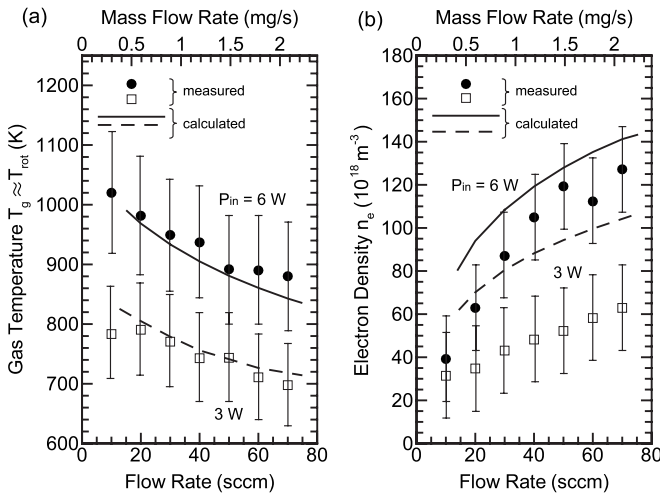 (a)
Mass Flow Rate (mg/s)
0 0.5 1 1.5 2
1200
1100
1000
900
800
700
600
Gas Temperature Tg ≈ Trot (K)
measured
calculated
Pin = 6 W
3 W
0 20 40 60 80
Flow Rate (sccm)
(b)
Mass Flow Rate (mg/s)
0 0.5 1 1.5 2
180
160
140
120
100
80
60
40
20
0
Electron Density ne (10^18 m^-3)
measured
calculated
Pin = 6 W
3 W
0 20 40 60 80
Flow Rate (sccm)